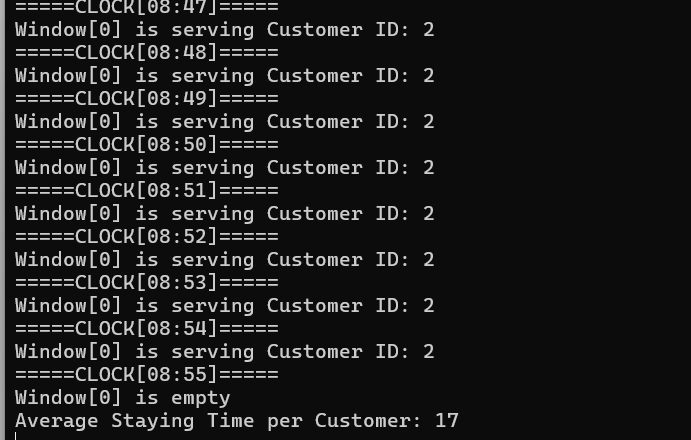 =====CLOCK[08:47]=====
Window[0] is serving Customer ID: 2
=====CLOCK[08:48]=====
Window[0] is serving Customer ID: 2
=====CLOCK[08:49]=====
Window[0] is serving Customer ID: 2
=====CLOCK[08:50]=====
Window[0] is serving Customer ID: 2
=====CLOCK[08:51]=====
Window[0] is serving Customer ID: 2
=====CLOCK[08:52]=====
Window[0] is serving Customer ID: 2
=====CLOCK[08:53]=====
Window[0] is serving Customer ID: 2
=====CLOCK[08:54]=====
Window[0] is serving Customer ID: 2
=====CLOCK[08:55]=====
Window[0] is empty
Average Staying Time per Customer: 17